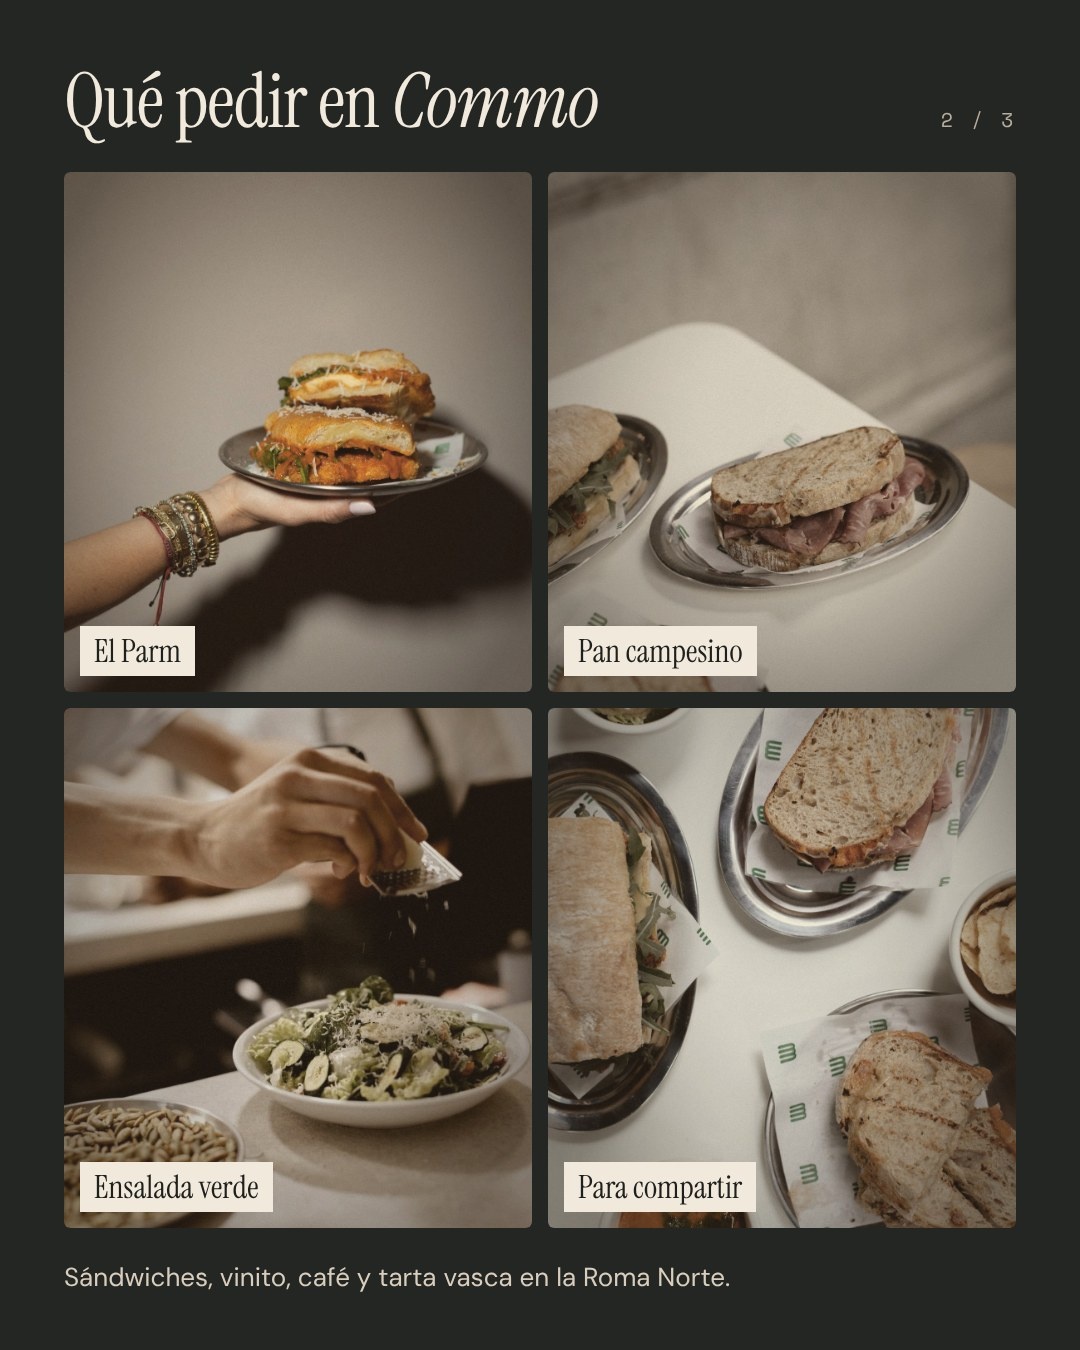 Qué pedir en Commo
2 / 3
El Parm
Pan campesino
Ensalada verde
Para compartir
Sándwiches, vinito, café y tarta vasca en la Roma Norte.